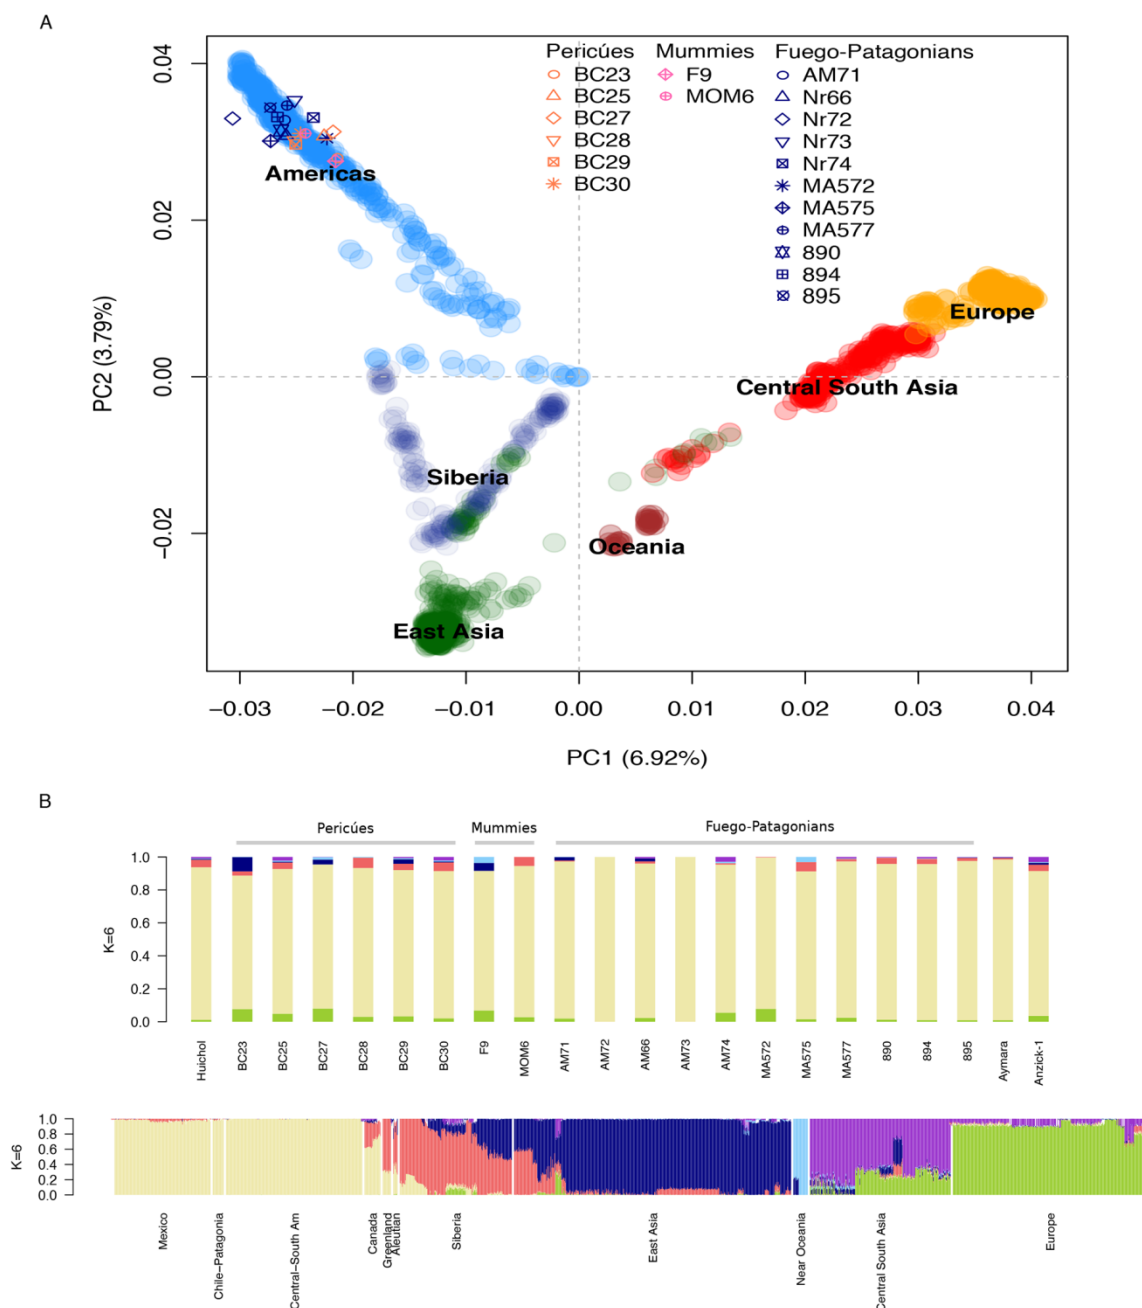 A
Pericúes
BC23
BC25
BC27
BC28
BC29
BC30
Mummies
F9
MOM6
Fuego-Patagonians
AM71
Nr66
Nr72
Nr73
Nr74
MA572
MA575
MA577
890
894
895
Americas
Siberia
East Asia
Oceania
Central South Asia
Europe
PC2 (3.79%)
0.04
0.02
0.00
−0.02
−0.03 −0.02 −0.01 0.00 0.01 0.02 0.03 0.04
PC1 (6.92%)
B
Pericúes Mummies Fuego-Patagonians
K=6
1.0
0.8
0.6
0.4
0.2
0.0
Huichol BC23 BC25 BC27 BC28 BC29 BC30 F9 MOM6 AM71 AM72 AM66 AM73 AM74 MA572 MA575 MA577 890 894 895 Aymara Anzick-1
K=6
1.0
0.8
0.6
0.4
0.2
0.0
Mexico Chile−Patagonia Central−South Am Canada Greenland Aleutian Siberia East Asia Near Oceania Central South Asia Europe